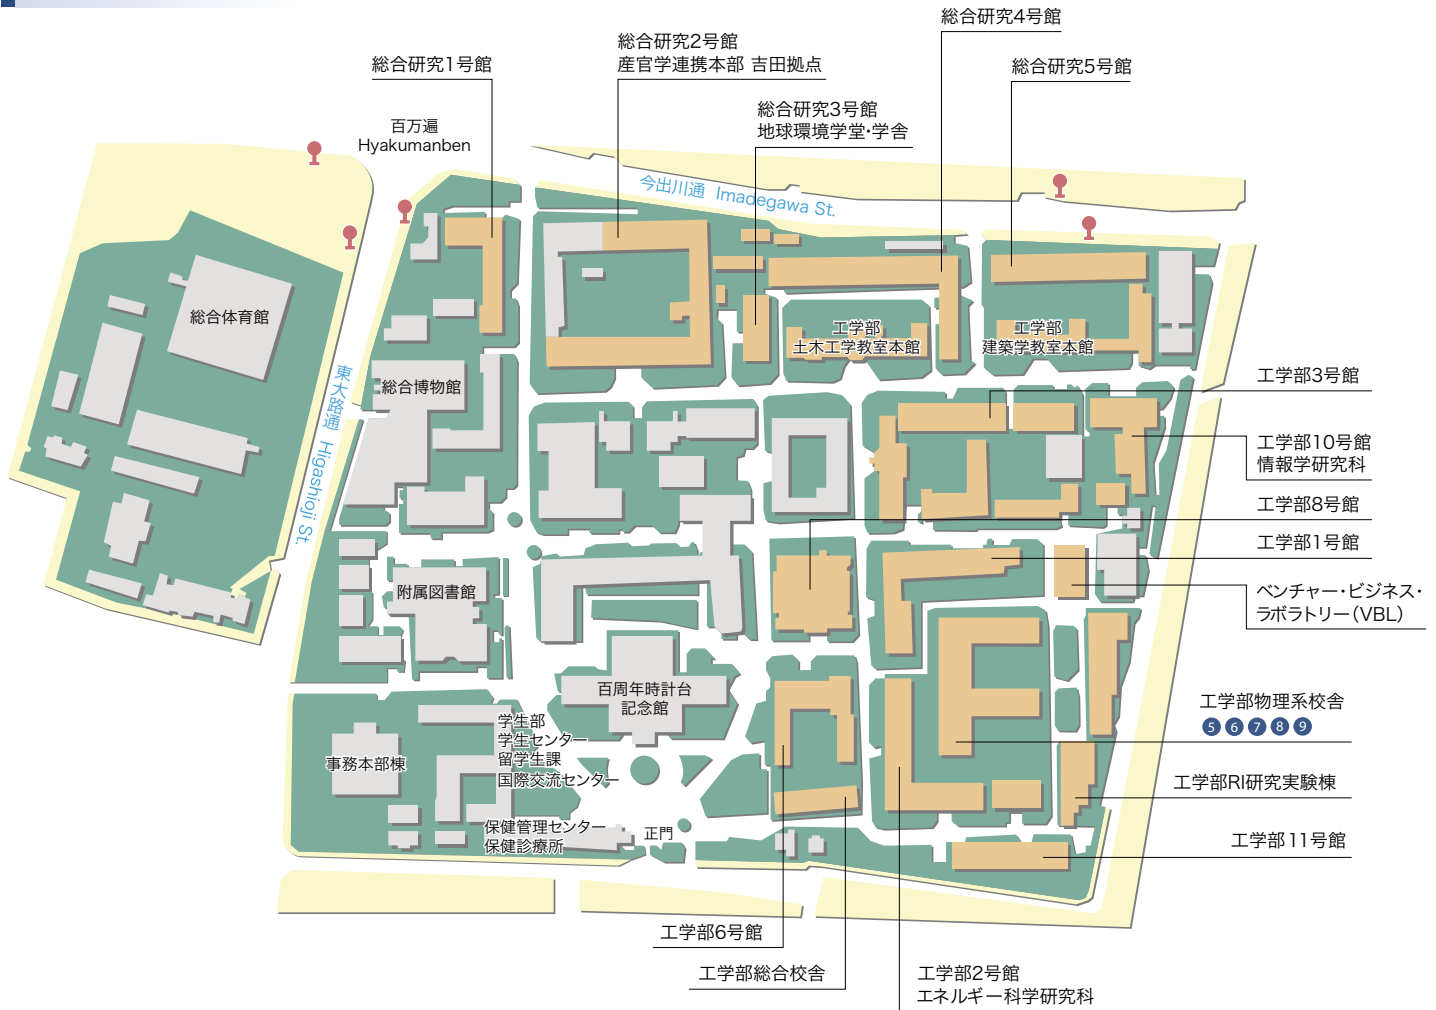 総合研究4号館
総合研究2号館
産官学連携本部 吉田拠点
総合研究1号館
総合研究5号館
総合研究3号館
地球環境学堂・学舎
百万遍
Hyakumanben
今出川通 Imadegawa St.
総合体育館
工学部
土木工学教室本館
工学部
建築学教室本館
東大路通 Higashioji St.
総合博物館
工学部3号館
工学部10号館
情報学研究科
工学部8号館
工学部1号館
附属図書館
ベンチャー・ビジネス・
ラボラトリー（VBL）
百周年時計台
記念館
工学部物理系校舎
5 6 7 8 9
学生部
学生センター
留学生課
国際交流センター
事務本部棟
工学部RI研究実験棟
保健管理センター
保健診療所
正門
工学部11号館
工学部6号館
工学部総合校舎
工学部2号館
エネルギー科学研究科